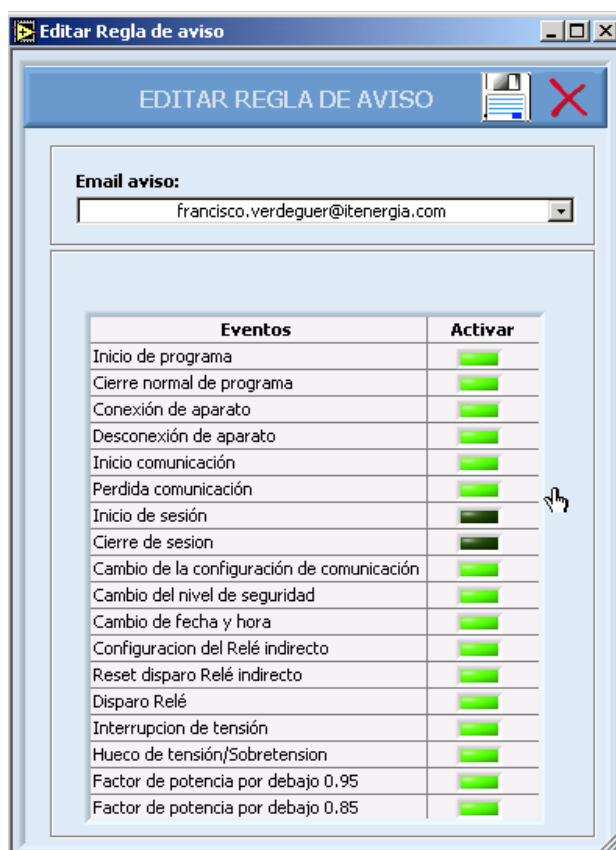 Editar Regla de aviso
EDITAR REGLA DE AVISO
Email aviso:
francisco.verdeguer@itenergia.com
Eventos Activar
Inicio de programa
Cierre normal de programa
Conexión de aparato
Desconexión de aparato
Inicio comunicación
Perdida comunicación
Inicio de sesión
Cierre de sesion
Cambio de la configuración de comunicación
Cambio del nivel de seguridad
Cambio de fecha y hora
Configuracion del Relé indirecto
Reset disparo Relé indirecto
Disparo Relé
Interrupcion de tensión
Hueco de tensión/Sobretension
Factor de potencia por debajo 0.95
Factor de potencia por debajo 0.85